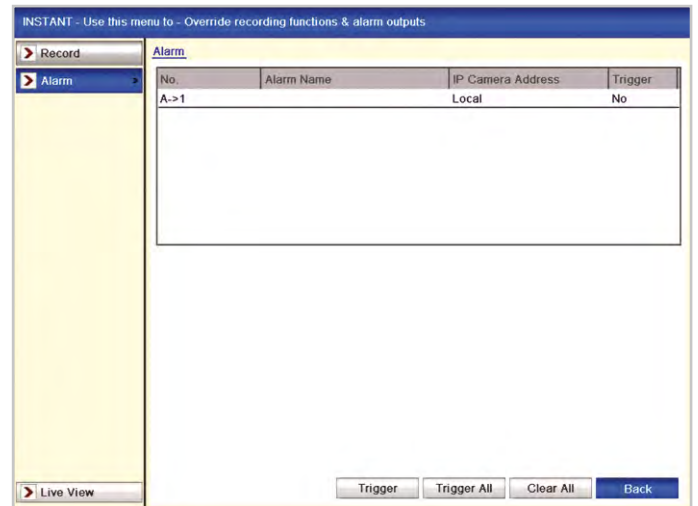 INSTANT - Use this menu to - Override recording functions & alarm outputs
Record
Alarm
Live View
Alarm
No. Alarm Name IP Camera Address Trigger
A->1 Local No
Trigger Trigger All Clear All Back